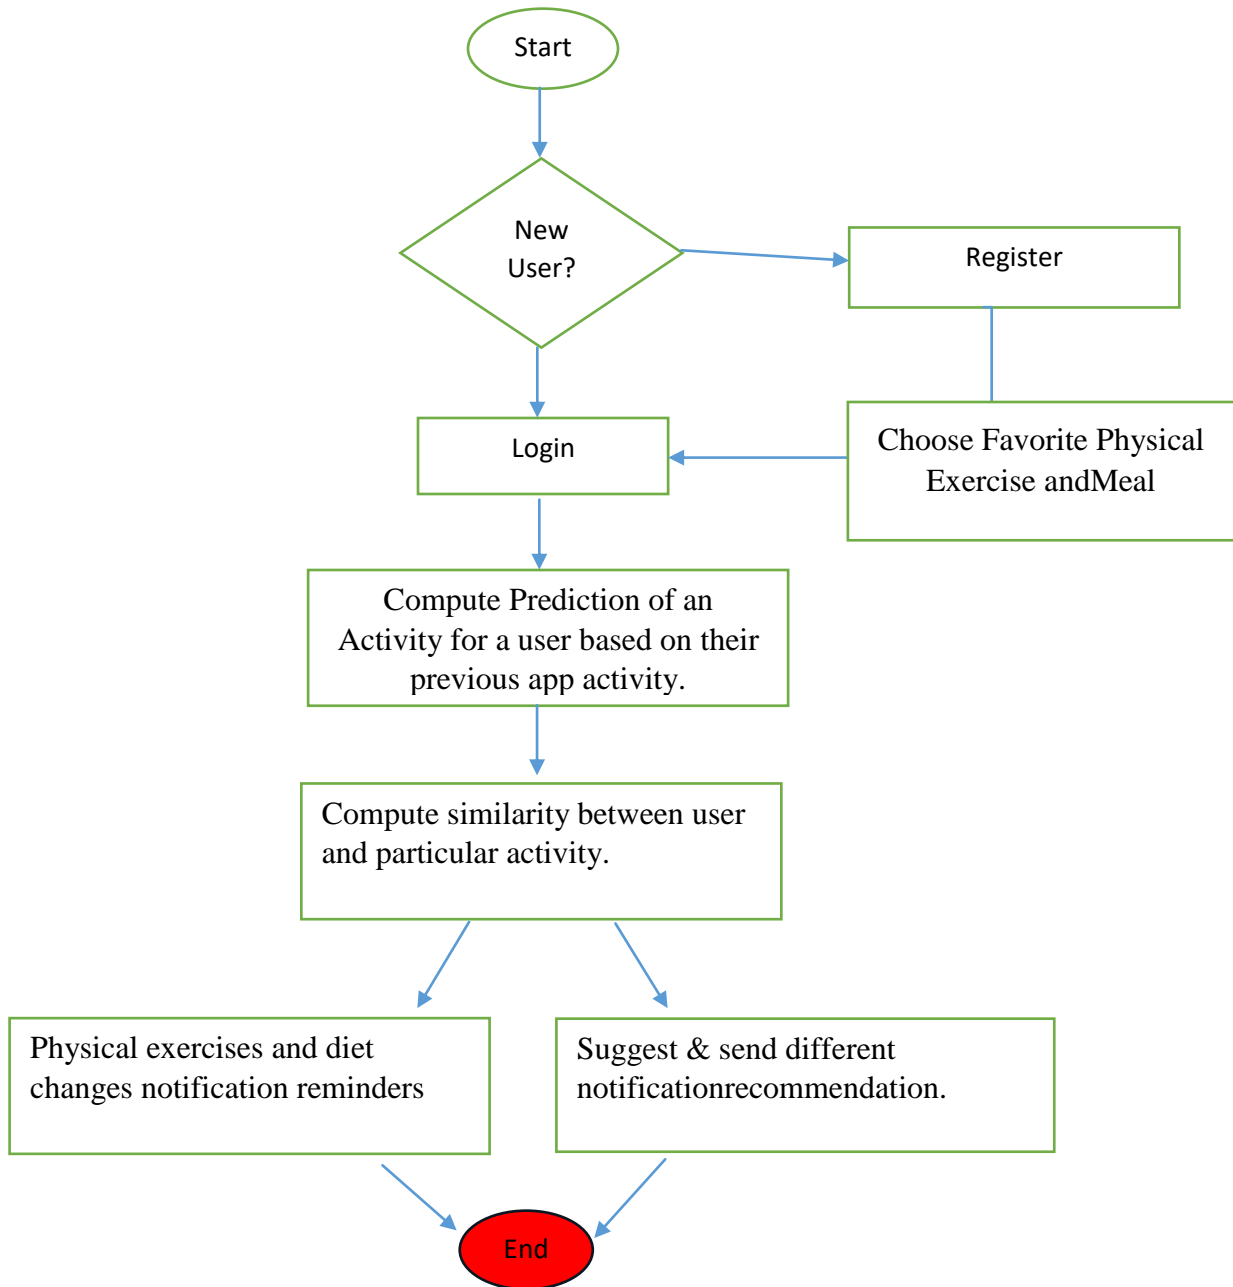 Start
New
User?
Register
Login
Choose Favorite Physical
Exercise andMeal
Compute Prediction of an
Activity for a user based on their
previous app activity.
Compute similarity between user
and particular activity.
Physical exercises and diet
changes notification reminders
Suggest & send different
notificationrecommendation.
End